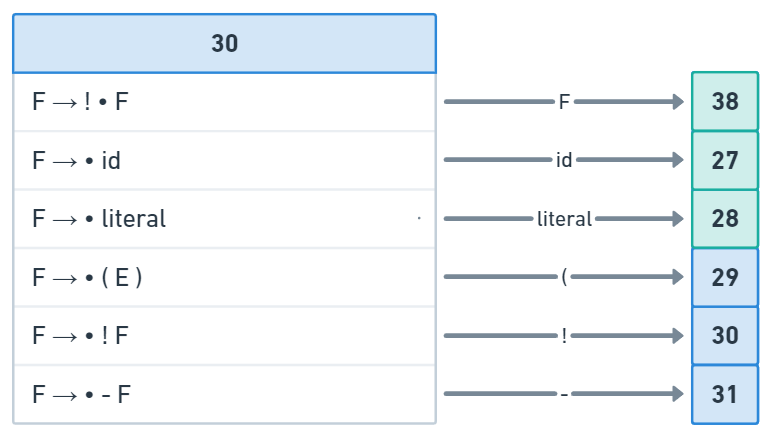 30
F → ! • F F 38
F → • id id 27
F → • literal literal 28
F → • ( E ) ( 29
F → • ! F ! 30
F → • - F - 31